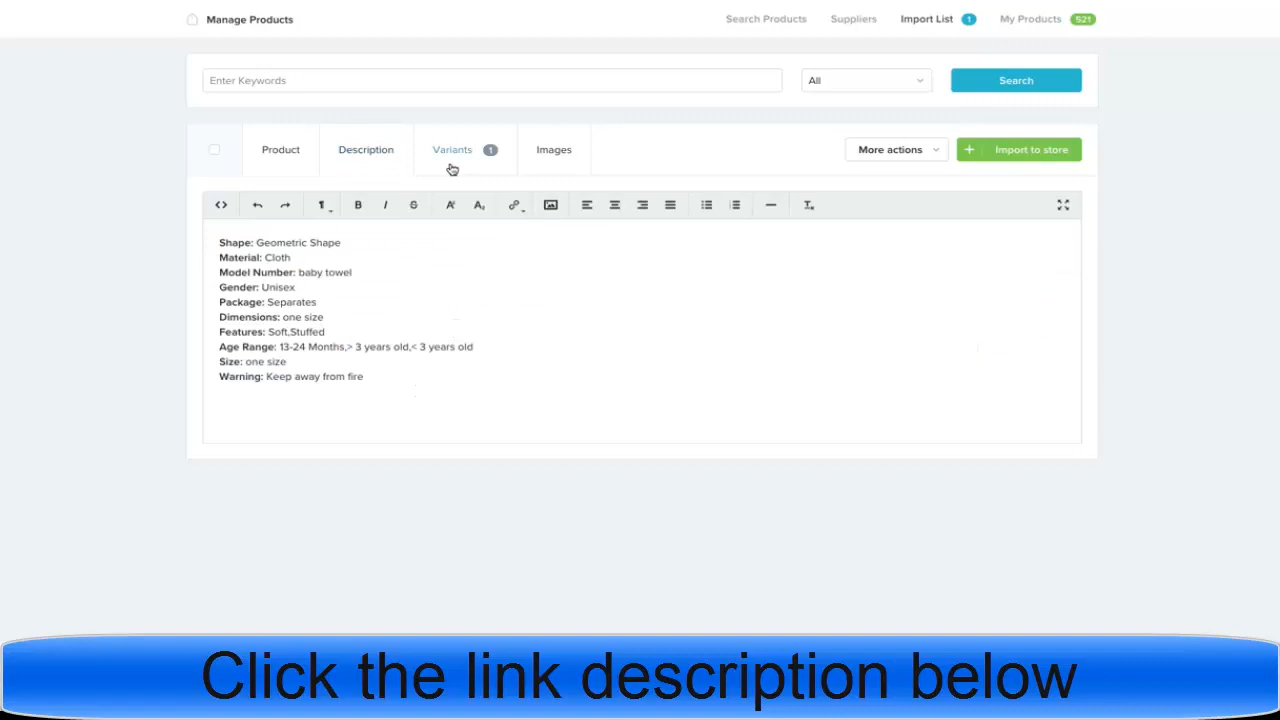 Manage Products
Search Products Suppliers Import List 1 My Products 521
Enter Keywords All Search
Product Description Variants 1 Images More actions + Import to store
Shape: Geometric Shape
Material: Cloth
Model Number: baby towel
Gender: Unisex
Package: Separates
Dimensions: one size
Features: Soft,Stuffed
Age Range: 13-24 Months,> 3 years old,< 3 years old
Size: one size
Warning: Keep away from fire
Click the link description below